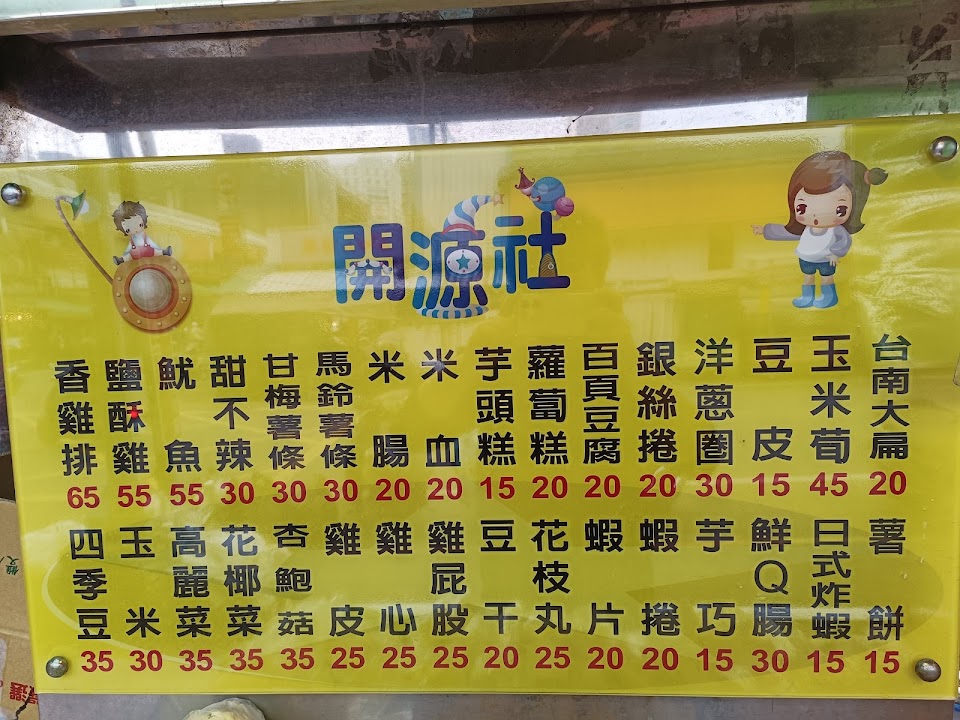 開源社
香雞排 65
鹽酥雞 55
魷魚 55
甜不辣 30
甘梅薯條 30
馬鈴薯條 30
米腸 20
米血 20
芋頭糕 15
蘿蔔糕 20
百頁豆腐 20
銀絲捲 20
洋蔥圈 30
豆皮 15
玉米荀 45
台南大扁 20
四季豆 35
玉米 30
高麗菜 35
花椰菜 35
杏鮑菇 35
雞皮 25
雞心 25
雞屁股 25
豆干 20
花枝丸 25
蝦片 20
蝦捲 20
芋巧 15
鮮Q腸 30
日式炸蝦 15
薯餅 15
選